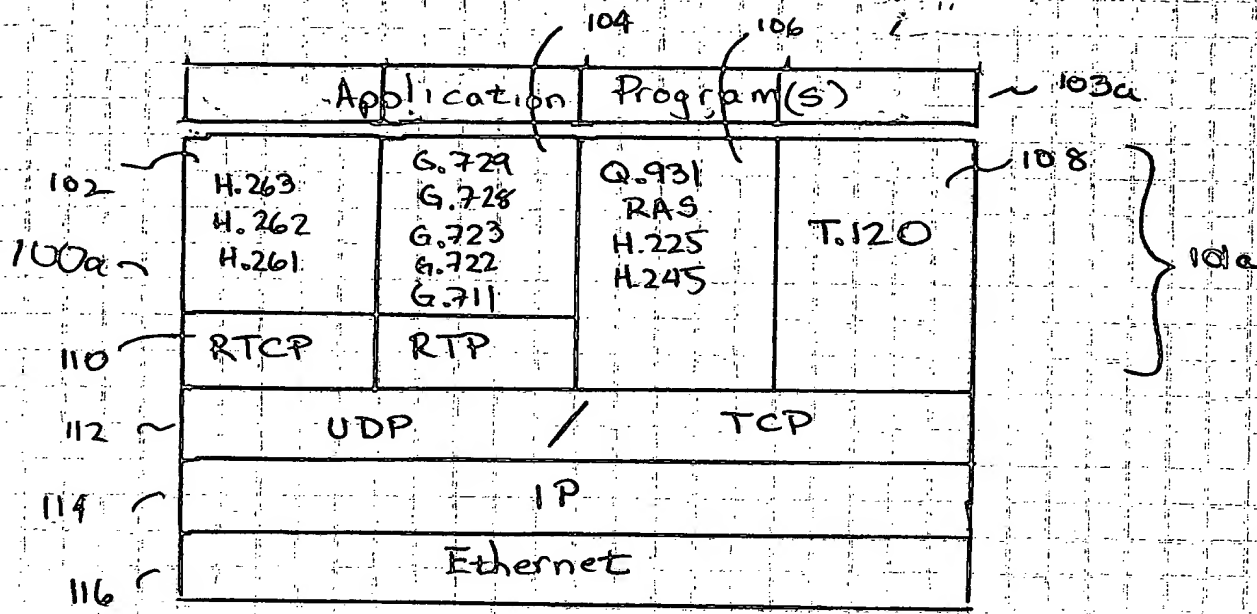 104
106
Application Program(s)
103a
102
H.263
H.262
H.261
G.729
G.728
G.723
G.722
G.711
Q.931
RAS
H.225
H.245
T.120
108
100a
101a
110
RTCP
RTP
112
UDP / TCP
114
IP
116
Ethernet